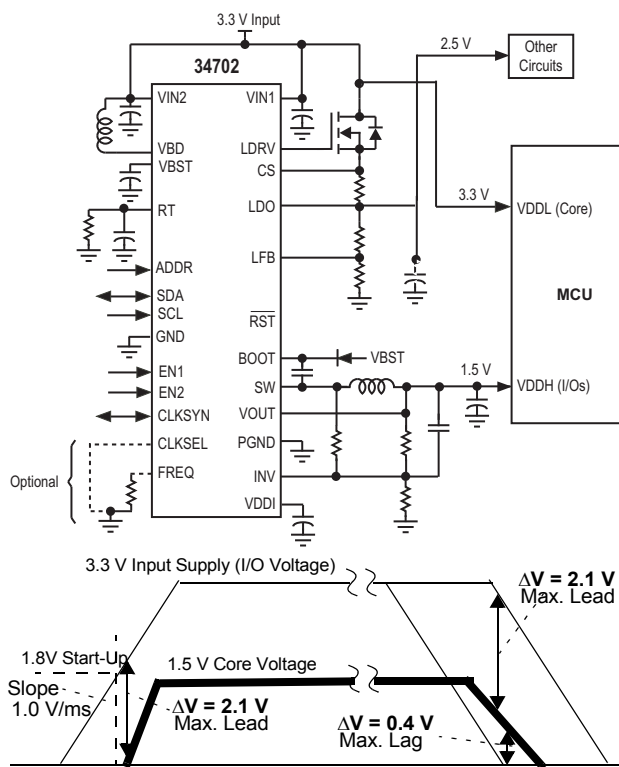 3.3 V Input
34702
VIN2
VIN1
VBD
LDRV
VBST
CS
RT
LDO
ADDR
LFB
SDA
SCL
RST
GND
BOOT
VBST
EN1
SW
EN2
VOUT
CLKSYN
CLKSEL
PGND
FREQ
INV
VDDI
Optional
2.5 V
Other
Circuits
3.3 V
VDDL (Core)
MCU
1.5 V
VDDH (I/Os)
3.3 V Input Supply (I/O Voltage)
ΔV = 2.1 V
Max. Lead
1.8V Start-Up
1.5 V Core Voltage
Slope
1.0 V/ms
ΔV = 2.1 V
Max. Lead
ΔV = 0.4 V
Max. Lag